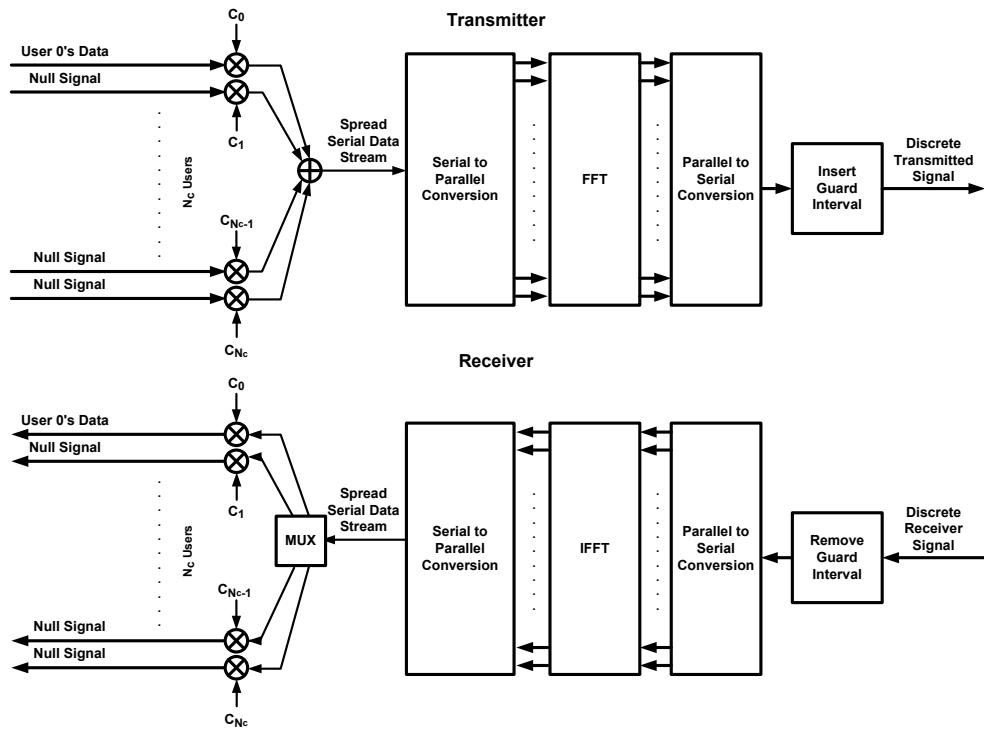 Transmitter
C0
User 0's Data
Null Signal
C1
NC Users
CNc-1
Null Signal
Null Signal
CNc
Spread
Serial Data
Stream
Serial to
Parallel
Conversion
FFT
Parallel to
Serial
Conversion
Insert
Guard
Interval
Discrete
Transmitted
Signal
Receiver
C0
User 0's Data
Null Signal
C1
NC Users
CNc-1
Null Signal
Null Signal
CNc
MUX
Spread
Serial Data
Stream
Serial to
Parallel
Conversion
IFFT
Parallel to
Serial
Conversion
Remove
Guard
Interval
Discrete
Receiver
Signal